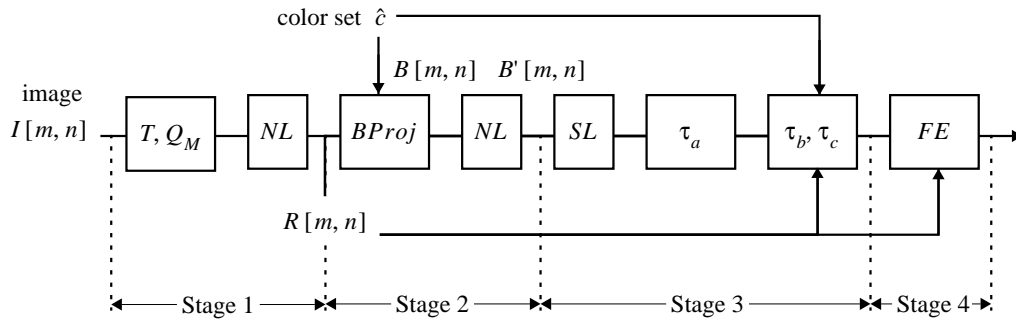 color set ĉ
B [m, n] B' [m, n]
image
I [m, n]
T, Q_M
NL
BProj
NL
SL
τ_a
τ_b, τ_c
FE
R [m, n]
Stage 1
Stage 2
Stage 3
Stage 4